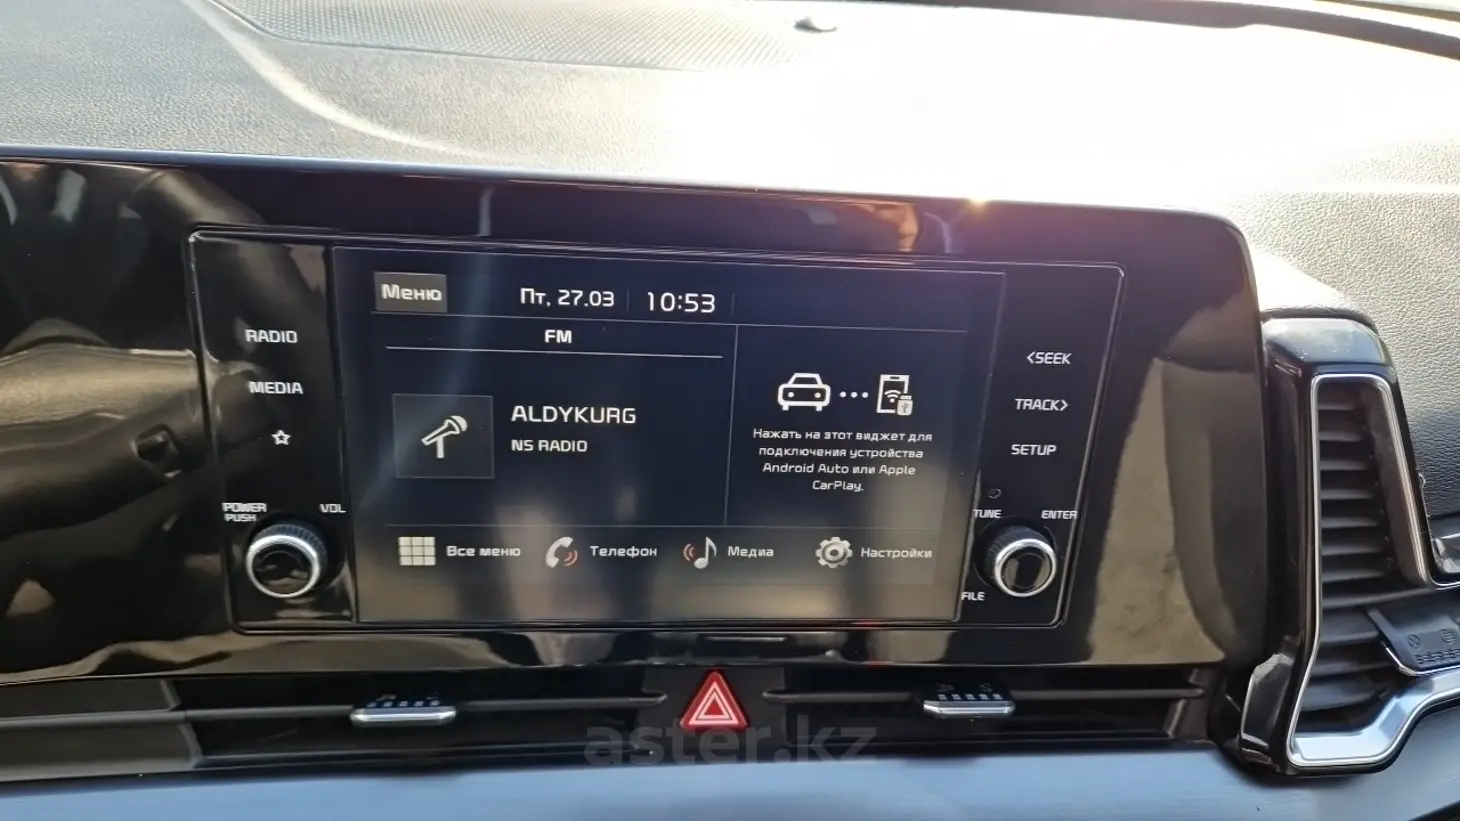 Меню
Пт, 27.03
10:53
FM
RADIO
MEDIA
ALDYKURG
NS RADIO
Нажать на этот виджет для
подключения устройства
Android Auto или Apple
CarPlay.
<SEEK
TRACK>
SETUP
POWER
PUSH
VOL
TUNE
ENTER
FILE
Все меню
Телефон
Медиа
Настройки
aster.kz